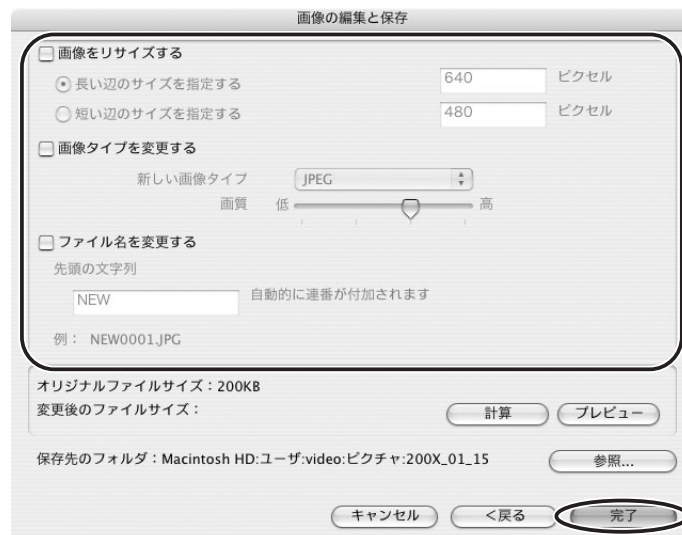 画像の編集と保存
画像をリサイズする
長い辺のサイズを指定する 640 ピクセル
短い辺のサイズを指定する 480 ピクセル
画像タイプを変更する
新しい画像タイプ JPEG
画質 低 高
ファイル名を変更する
先頭の文字列
NEW 自動的に連番が付加されます
例： NEW0001.JPG
オリジナルファイルサイズ：200KB
変更後のファイルサイズ： 計算 プレビュー
保存先のフォルダ：Macintosh HD:ユーザ:video:ピクチャ:200X_01_15 参照...
キャンセル <戻る 完了